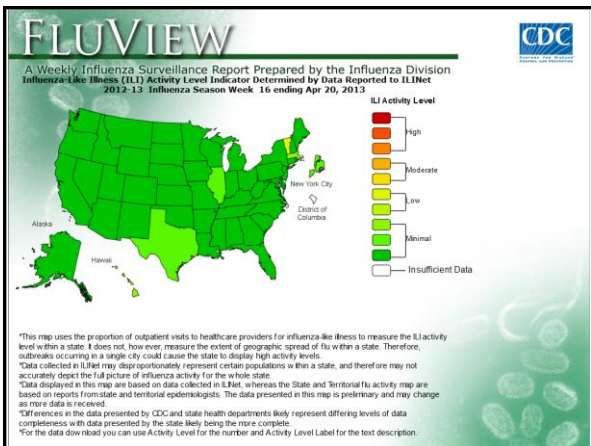 FLUVIEW
CDC
CENTERS FOR DISEASE
CONTROL AND PREVENTION
A Weekly Influenza Surveillance Report Prepared by the Influenza Division
Influenza-Like Illness (ILI) Activity Level Indicator Determined by Data Reported to ILINet
2012-13 Influenza Season Week 16 ending Apr 20, 2013
ILI Activity Level
High
Moderate
Low
Minimal
Insufficient Data
New York City
District of
Columbia
Alaska
Hawaii
*This map uses the proportion of outpatient visits to healthcare providers for influenza-like illness to measure the ILI activity
level within a state. It does not, however, measure the extent of geographic spread of flu within a state. Therefore,
outbreaks occurring in a single city could cause the state to display high activity levels.
*Data collected in ILINet may disproportionately represent certain populations within a state, and therefore may not
accurately depict the full picture of influenza activity for the whole state.
*Data displayed in this map are based on data collected in ILINet, whereas the State and Territorial flu activity map are
based on reports from state and territorial epidemiologists. The data presented in this map is preliminary and may change
as more data is received.
*Differences in the data presented by CDC and state health departments likely represent differing levels of data
completeness with data presented by the state likely being the more complete.
*For the data download you can use Activity Level for the number and Activity Level Label for the text description.